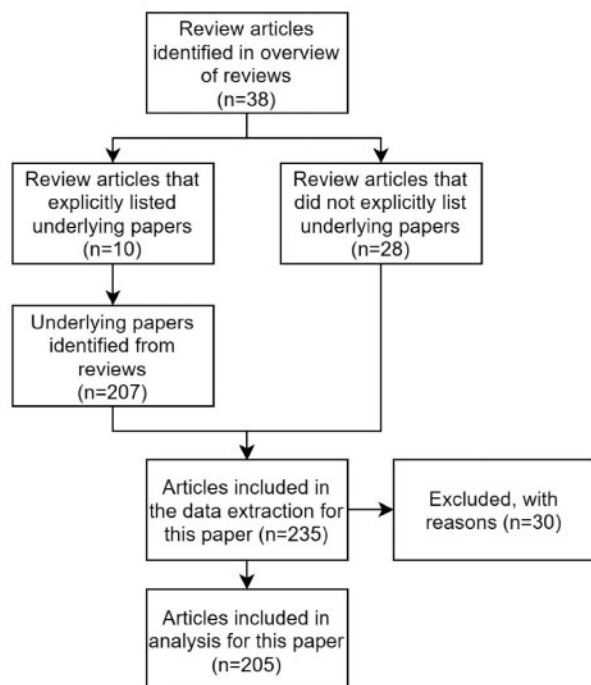 Review articles
identified in overview
of reviews
(n=38)
Review articles that
explicitly listed
underlying papers
(n=10)
Review articles that
did not explicitly list
underlying papers
(n=28)
Underlying papers
identified from
reviews
(n=207)
Articles included in
the data extraction for
this paper (n=235)
Excluded, with
reasons (n=30)
Articles included in
analysis for this paper
(n=205)